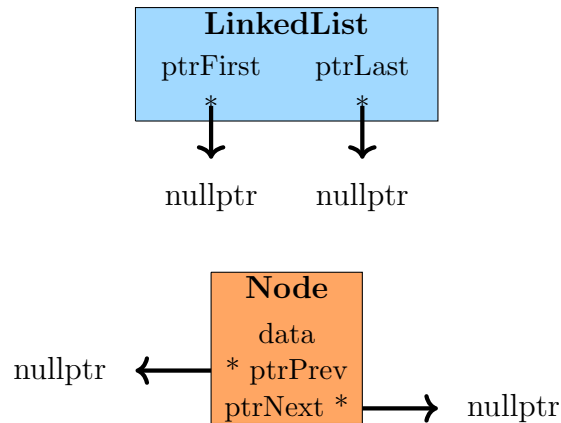 LinkedList
ptrFirst ptrLast
* *
nullptr nullptr
Node
data
nullptr * ptrPrev
ptrNext * nullptr